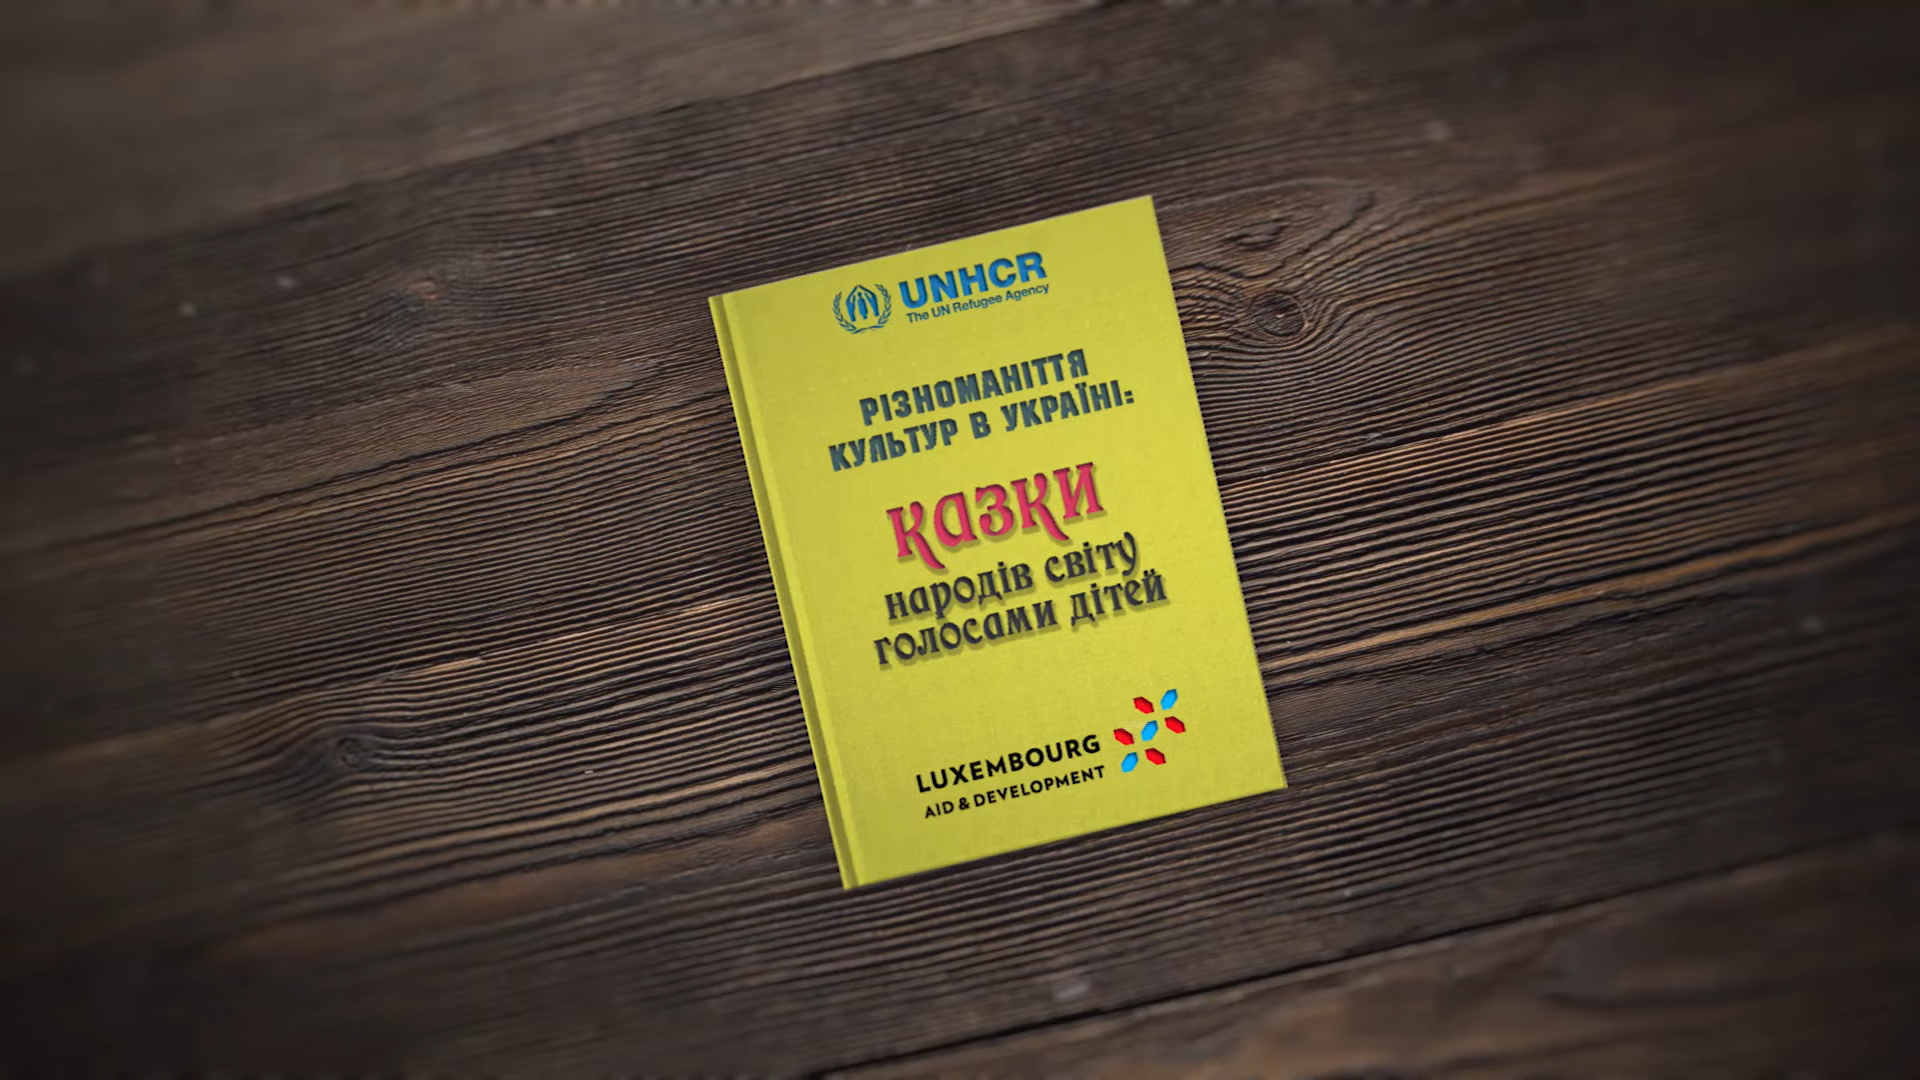 UNHCR
The UN Refugee Agency
РІЗНОМАНІТТЯ
КУЛЬТУР В УКРАЇНІ:
КАЗКИ
народів світу
голосами дітей
LUXEMBOURG
AID & DEVELOPMENT